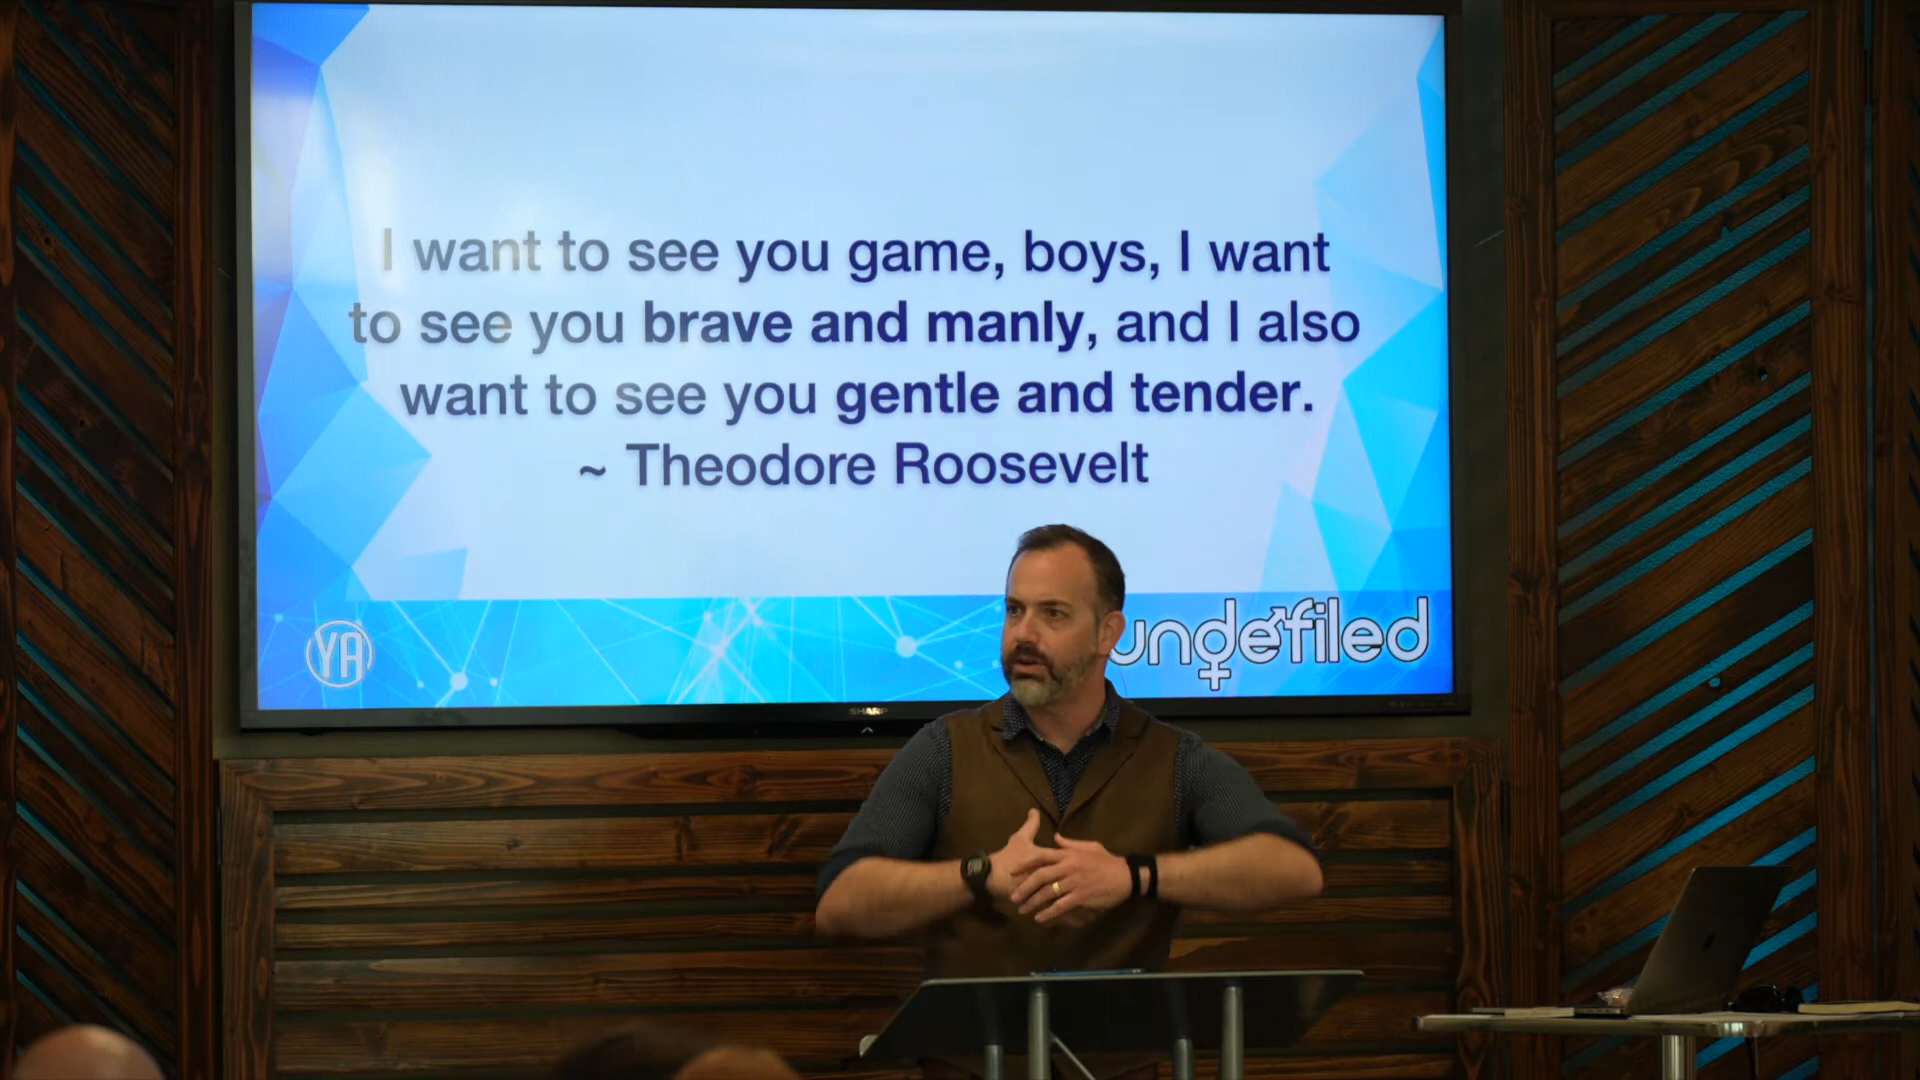 I want to see you game, boys, I want
to see you brave and manly, and I also
want to see you gentle and tender.
~ Theodore Roosevelt
YA
undefiled
SHARP